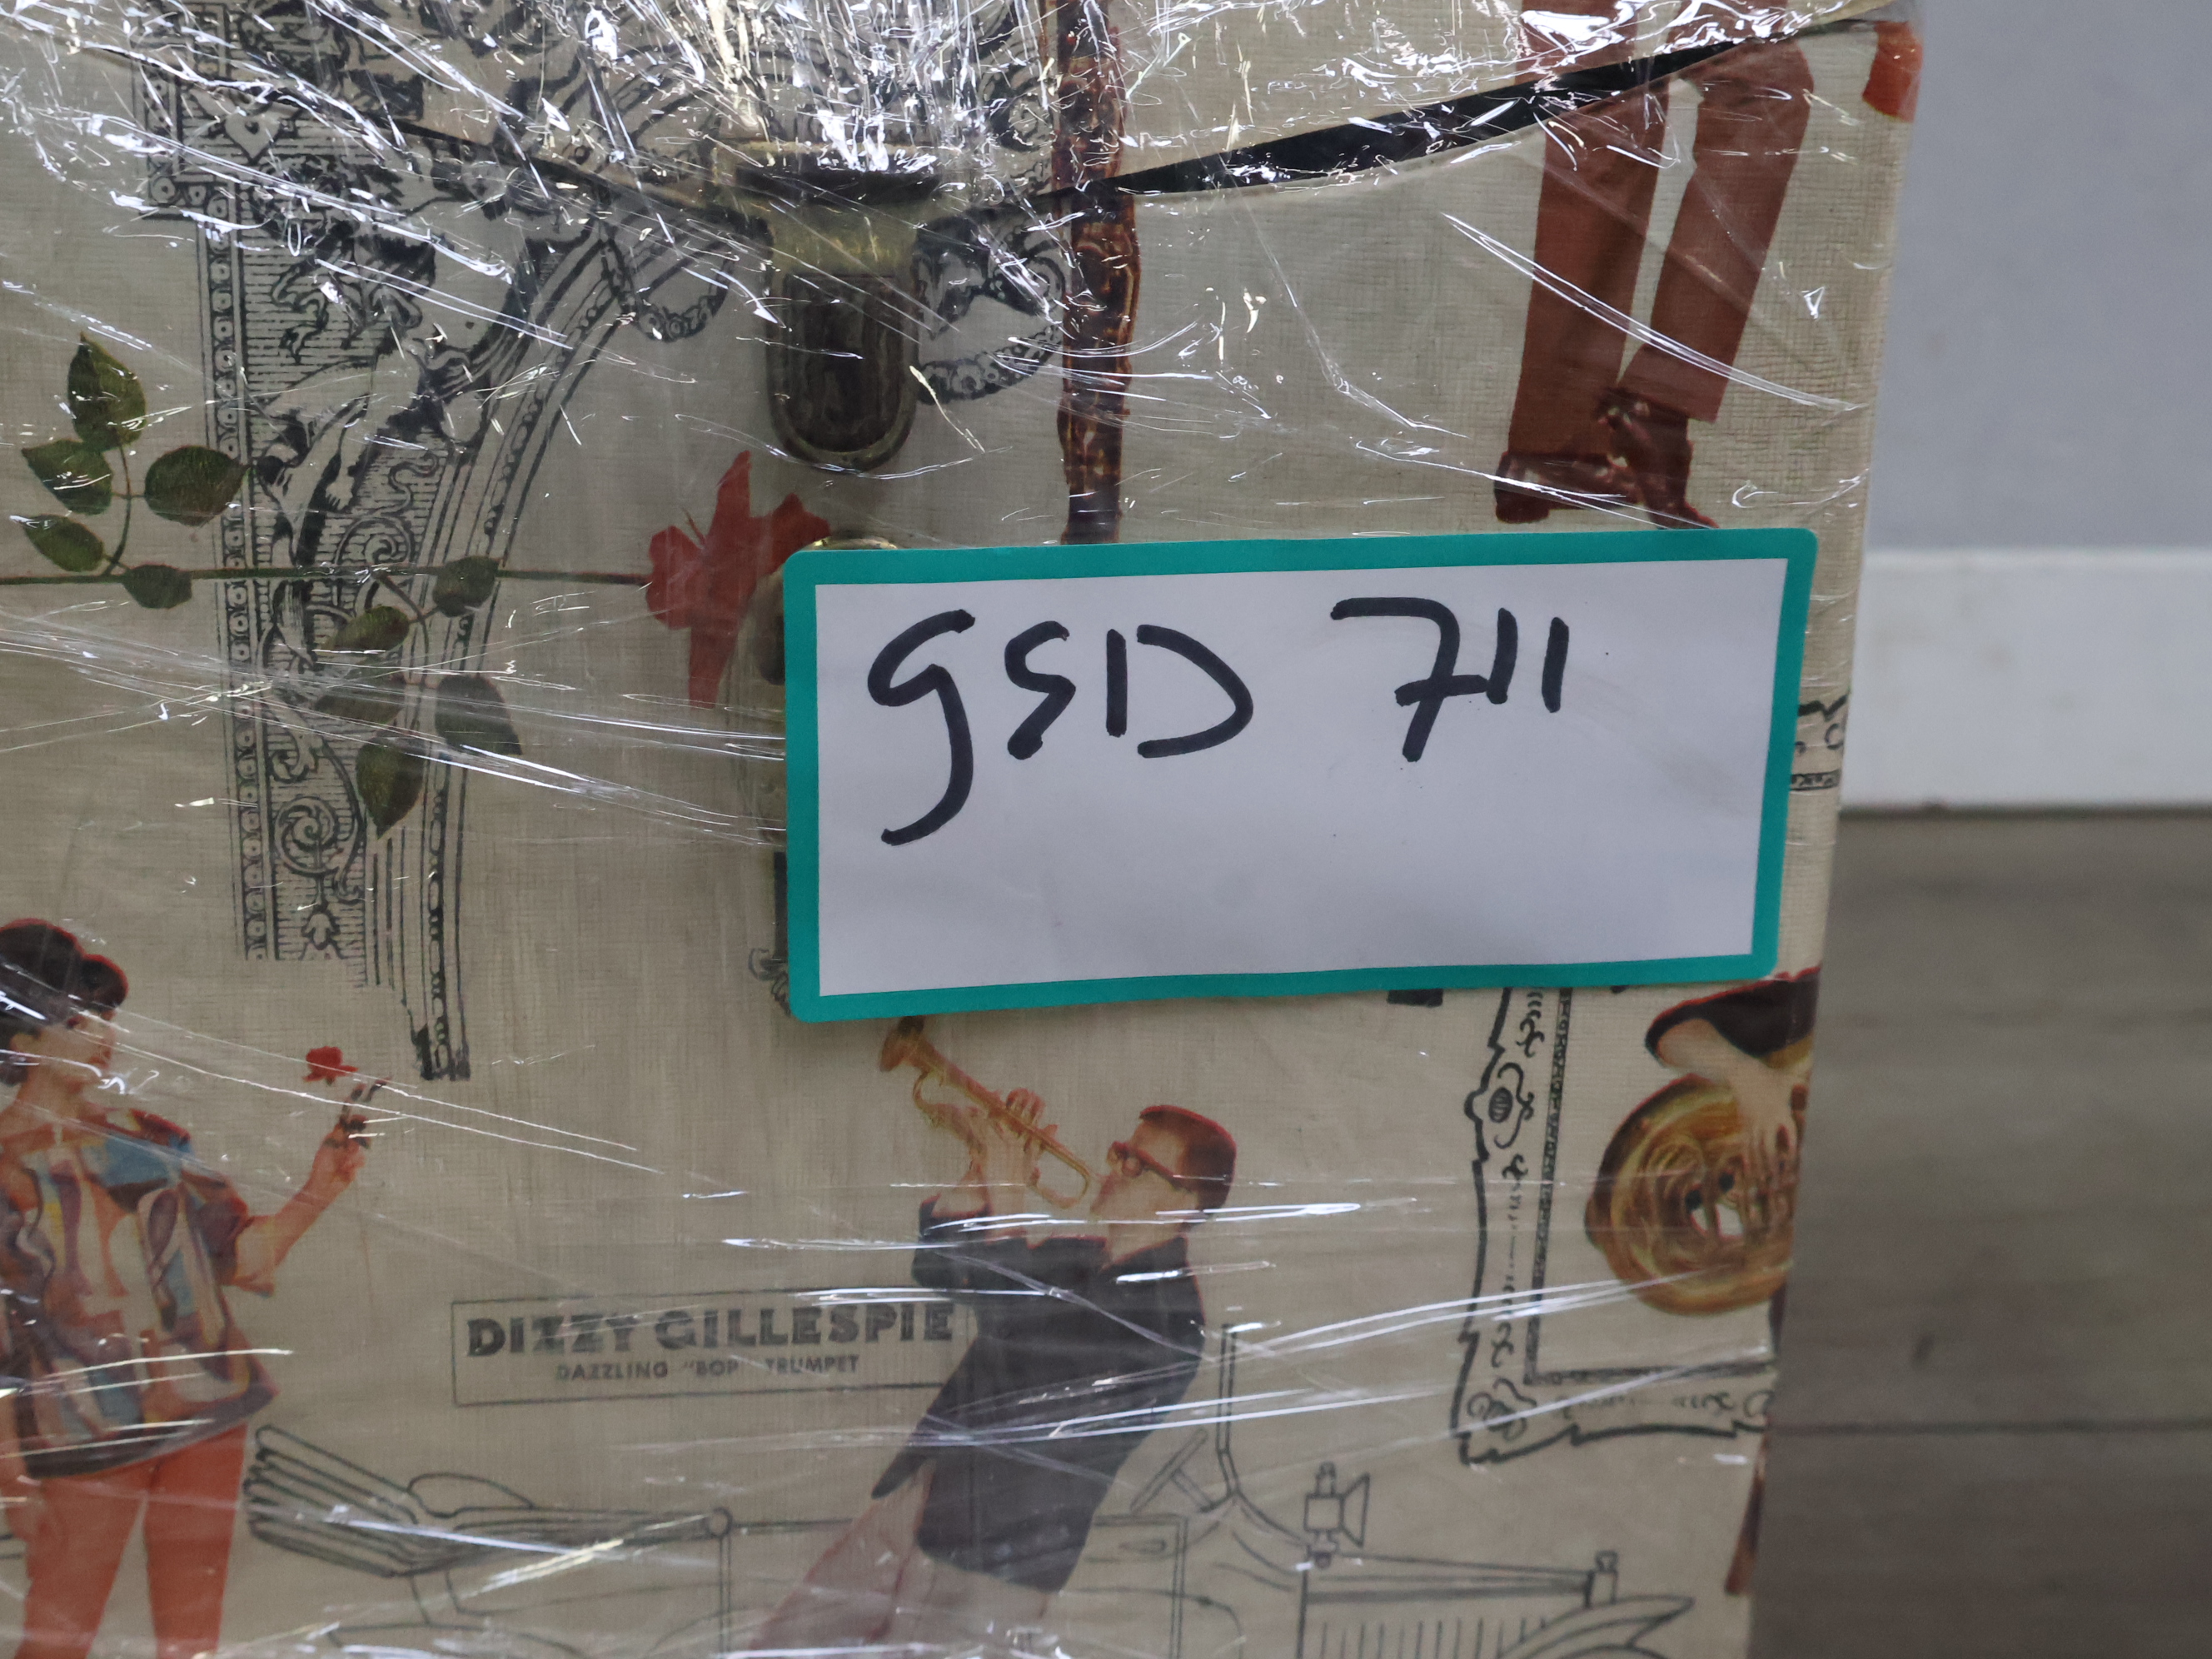 GSD 711
DIZZY GILLESPIE
DAZZLING "BOP" TRUMPET